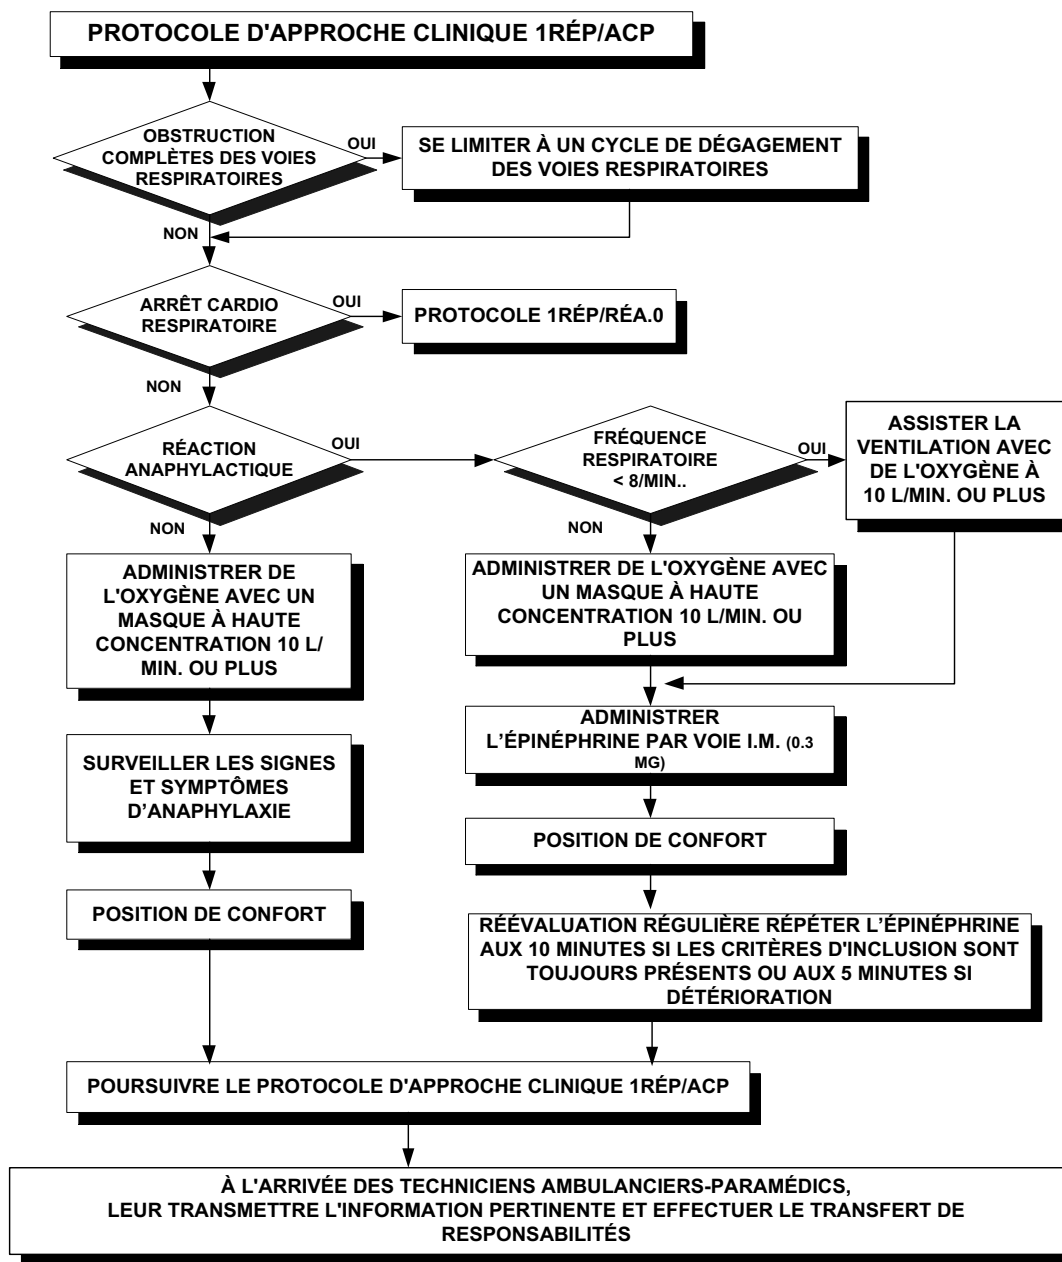 PROTOCOLE D'APPROCHE CLINIQUE 1RÉP/ACP
OBSTRUCTION
COMPLÈTES DES VOIES
RESPIRATOIRES
OUI
SE LIMITER À UN CYCLE DE DÉGAGEMENT
DES VOIES RESPIRATOIRES
NON
ARRÊT CARDIO
RESPIRATOIRE
OUI
PROTOCOLE 1RÉP/RÉA.0
NON
RÉACTION
ANAPHYLACTIQUE
OUI
FRÉQUENCE
RESPIRATOIRE
< 8/MIN..
OUI
ASSISTER LA
VENTILATION AVEC
DE L'OXYGÈNE À
10 L/MIN. OU PLUS
NON
NON
ADMINISTRER DE
L'OXYGÈNE AVEC UN
MASQUE À HAUTE
CONCENTRATION 10 L/
MIN. OU PLUS
ADMINISTRER DE L'OXYGÈNE AVEC
UN MASQUE À HAUTE
CONCENTRATION 10 L/MIN. OU
PLUS
SURVEILLER LES SIGNES
ET SYMPTÔMES
D’ANAPHYLAXIE
ADMINISTRER
L’ÉPINÉPHRINE PAR VOIE I.M. (0.3
MG)
POSITION DE CONFORT
POSITION DE CONFORT
RÉÉVALUATION RÉGULIÈRE RÉPÉTER L’ÉPINÉPHRINE
AUX 10 MINUTES SI LES CRITÈRES D'INCLUSION SONT
TOUJOURS PRÉSENTS OU AUX 5 MINUTES SI
DÉTÉRIORATION
POURSUIVRE LE PROTOCOLE D'APPROCHE CLINIQUE 1RÉP/ACP
À L'ARRIVÉE DES TECHNICIENS AMBULANCIERS-PARAMÉDICS,
LEUR TRANSMETTRE L'INFORMATION PERTINENTE ET EFFECTUER LE TRANSFERT DE
RESPONSABILITÉS